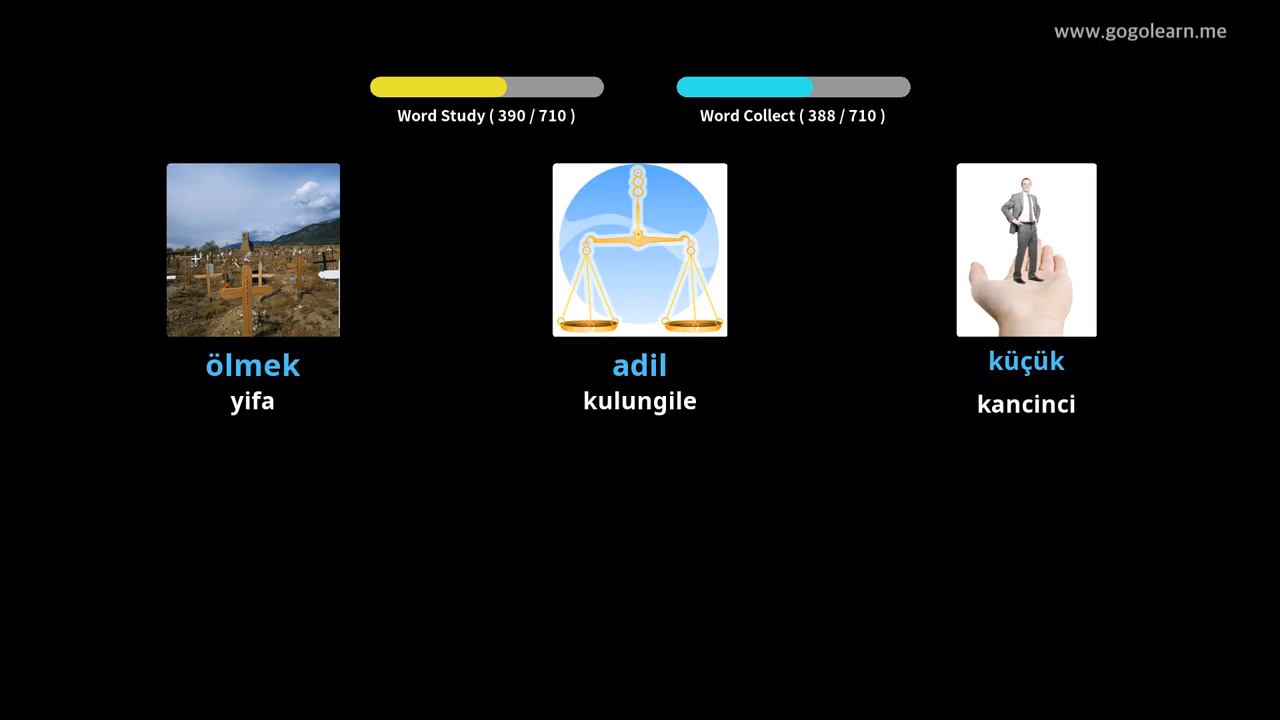 www.gogolearn.me
Word Study ( 390 / 710 )
Word Collect ( 388 / 710 )
ölmek
yifa
adil
kulungile
küçük
kancinci